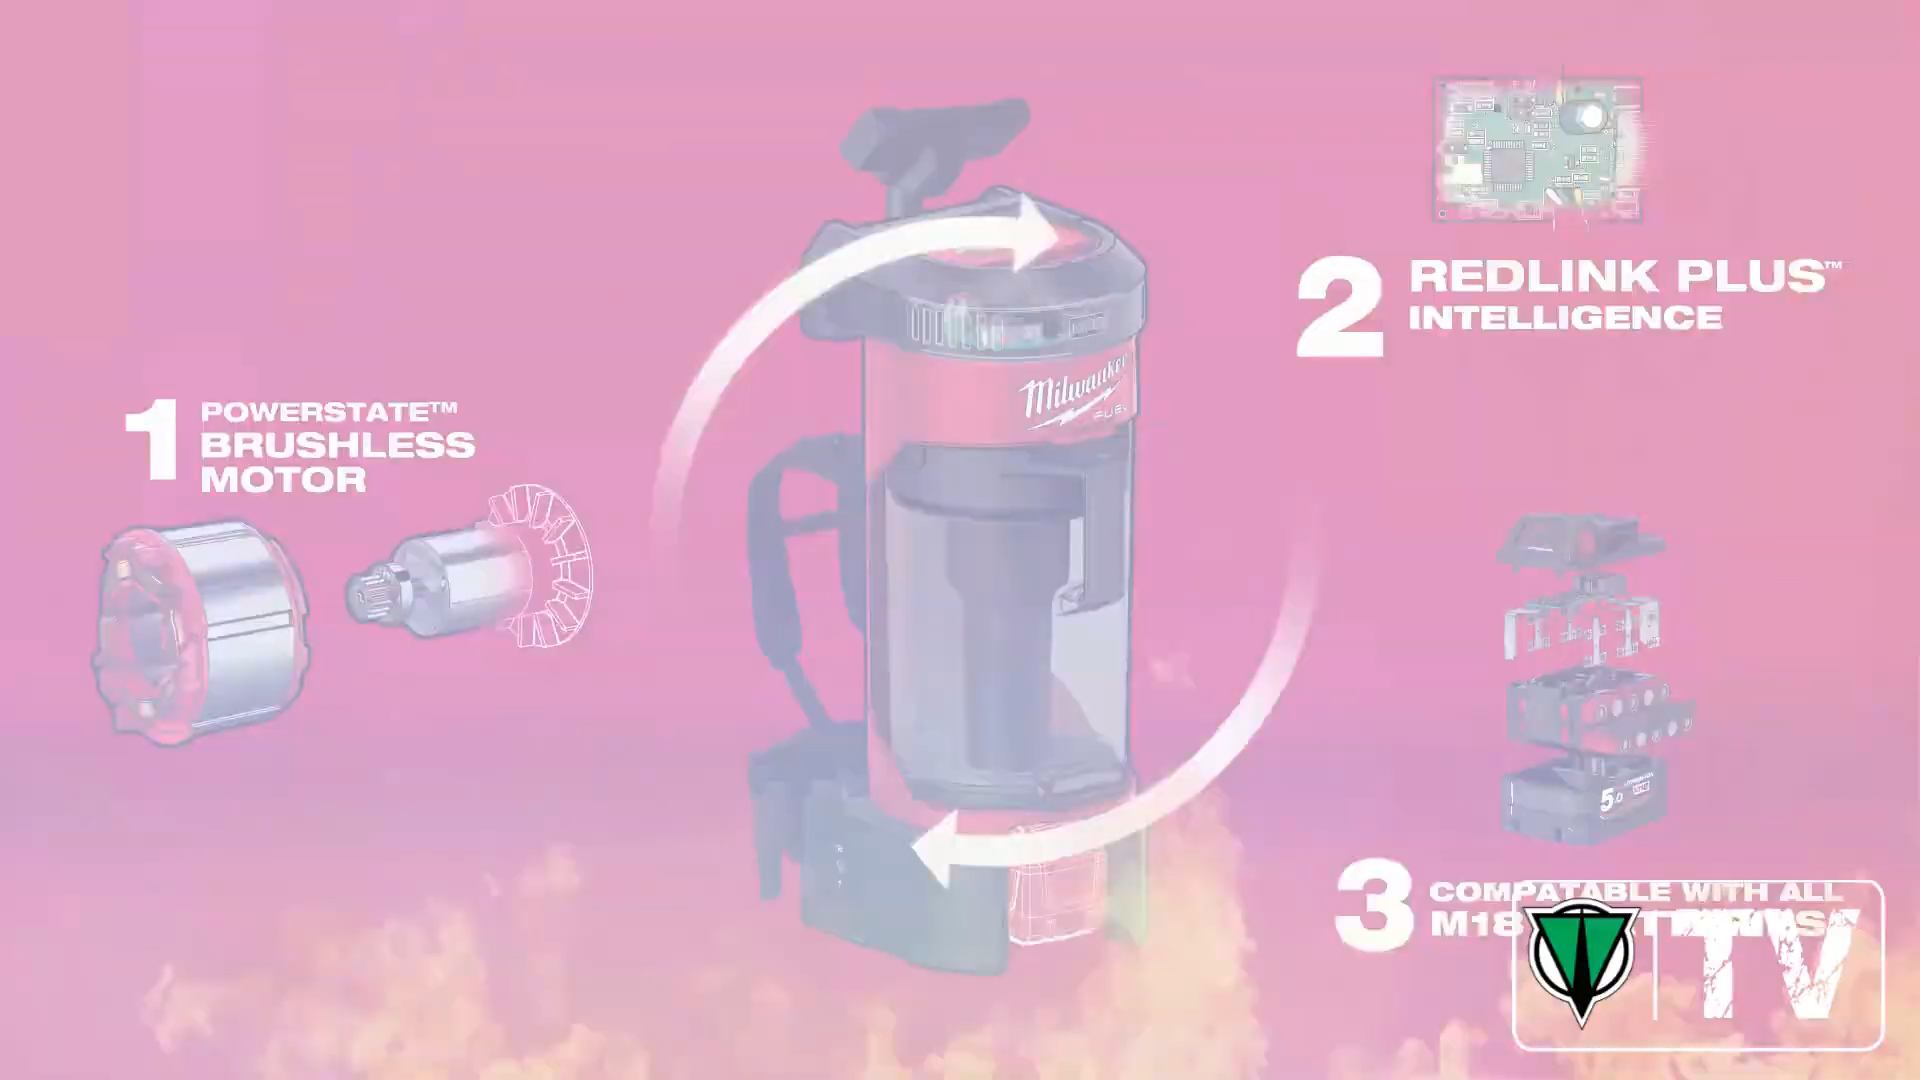 1 POWERSTATE™
BRUSHLESS
MOTOR
2 REDLINK PLUS™
INTELLIGENCE
Milwaukee
FUEL
5.0
3 COMPATABLE WITH ALL
M18
TV